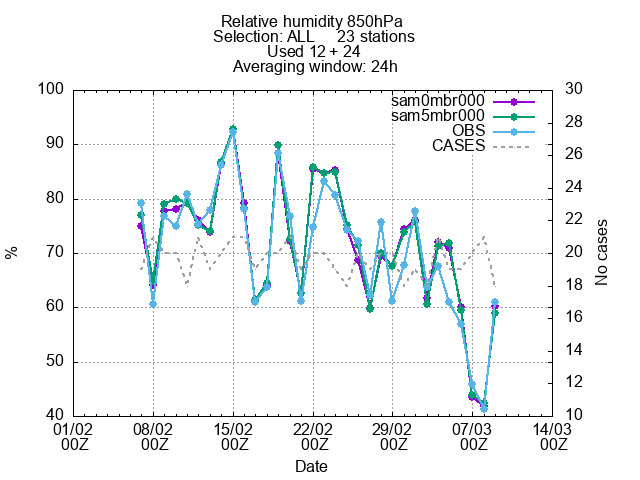 Relative humidity 850hPa
Selection: ALL 23 stations
Used 12 + 24
Averaging window: 24h
100 30
sam0mbr000
sam5mbr000
OBS
CASES
28
90 26
24
80 22
70 20
18
60 16
14
50 12
40 10
%
No cases
01/02 08/02 15/02 22/02 29/02 07/03 14/03
00Z 00Z 00Z 00Z 00Z 00Z 00Z
Date